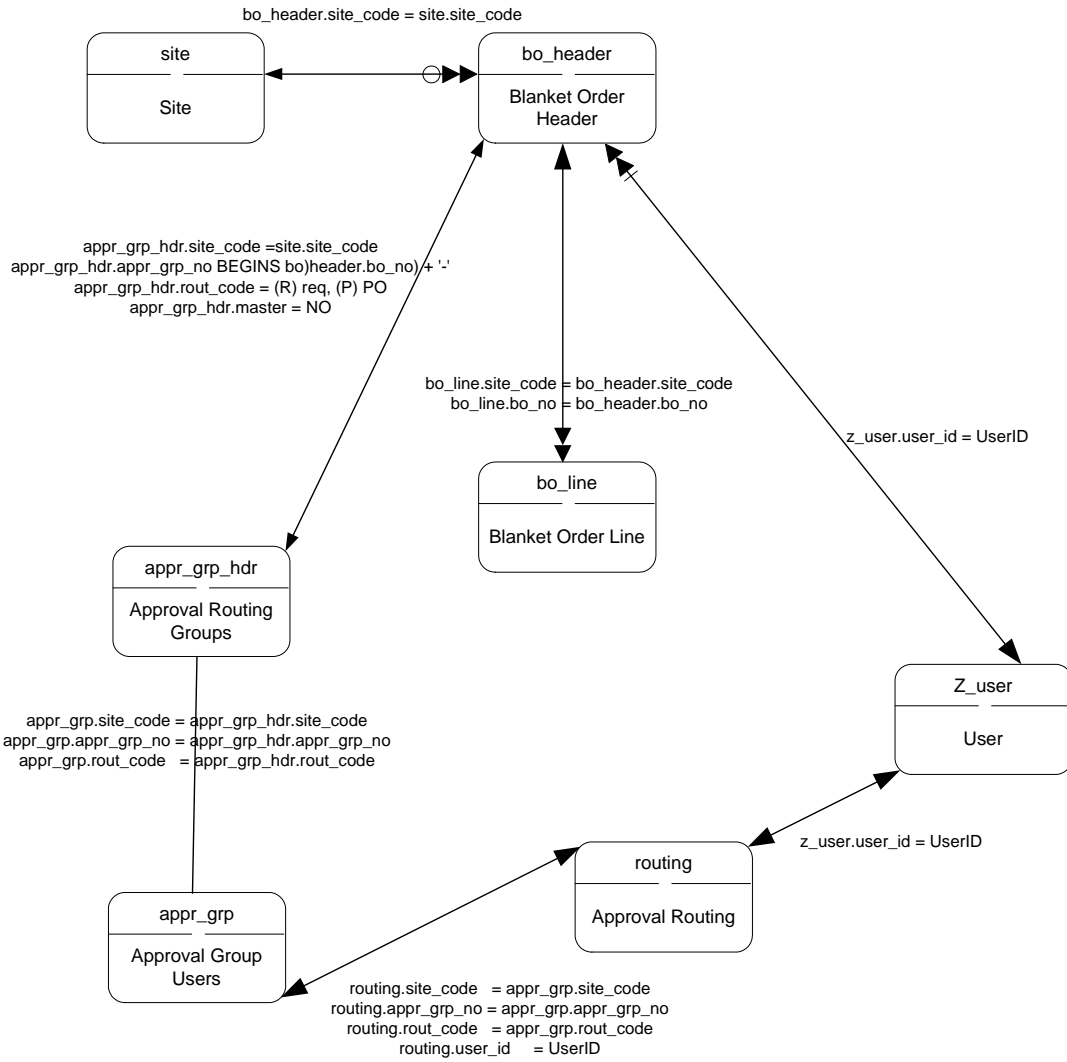 bo_header.site_code = site.site_code
site
Site
bo_header
Blanket Order
Header
appr_grp_hdr.site_code =site.site_code
appr_grp_hdr.appr_grp_no BEGINS bo)header.bo_no) + '-'
appr_grp_hdr.rout_code = (R) req, (P) PO
appr_grp_hdr.master = NO
bo_line.site_code = bo_header.site_code
bo_line.bo_no = bo_header.bo_no
z_user.user_id = UserID
bo_line
Blanket Order Line
appr_grp_hdr
Approval Routing
Groups
Z_user
User
appr_grp.site_code = appr_grp_hdr.site_code
appr_grp.appr_grp_no = appr_grp_hdr.appr_grp_no
appr_grp.rout_code = appr_grp_hdr.rout_code
z_user.user_id = UserID
routing
Approval Routing
appr_grp
Approval Group
Users
routing.site_code = appr_grp.site_code
routing.appr_grp_no = appr_grp.appr_grp_no
routing.rout_code = appr_grp.rout_code
routing.user_id = UserID